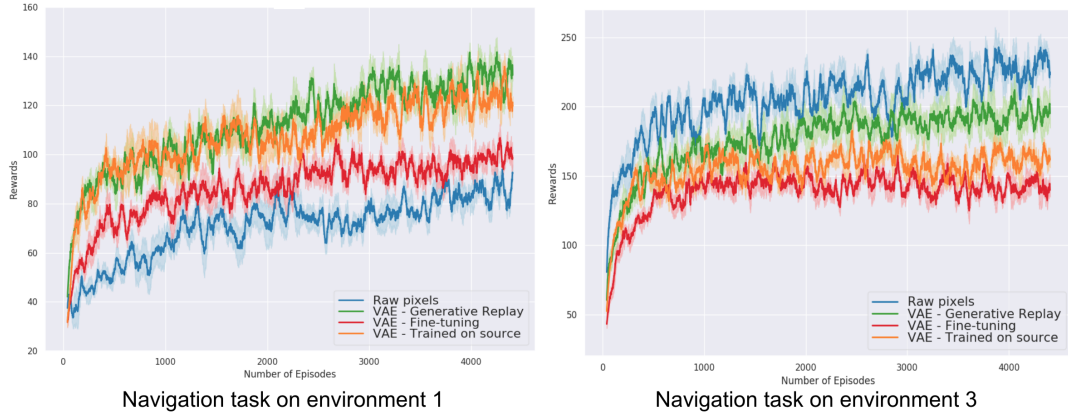 160
140
120
100
80
60
40
20
Rewards
0
1000
2000
3000
4000
Number of Episodes
Raw pixels
VAE - Generative Replay
VAE - Fine-tuning
VAE - Trained on source
Navigation task on environment 1
250
200
150
100
50
Rewards
0
1000
2000
3000
4000
Number of Episodes
Raw pixels
VAE - Generative Replay
VAE - Fine-tuning
VAE - Trained on source
Navigation task on environment 3